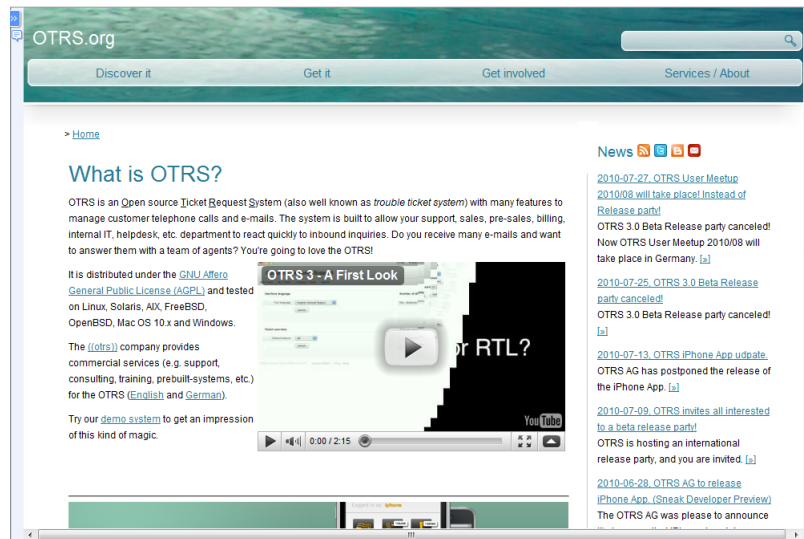 OTRS.org
Discover it
Get it
Get involved
Services / About
> Home
What is OTRS?
OTRS is an Open source Ticket Request System (also well known as trouble ticket system) with many features to
manage customer telephone calls and e-mails. The system is built to allow your support, sales, pre-sales, billing,
internal IT, helpdesk, etc. department to react quickly to inbound inquiries. Do you receive many e-mails and want
to answer them with a team of agents? You're going to love the OTRS!
It is distributed under the GNU Affero
General Public License (AGPL) and tested
on Linux, Solaris, AIX, FreeBSD,
OpenBSD, Mac OS 10.x and Windows.
The ((otrs)) company provides
commercial services (e.g. support,
consulting, training, prebuilt-systems, etc.)
for the OTRS (English and German).
Try our demo system to get an impression
of this kind of magic.
OTRS 3 - A First Look
or RTL?
YouTube
0:00 / 2:15
News
2010-07-27, OTRS User Meetup
2010/08 will take place! Instead of
Release party!
OTRS 3.0 Beta Release party canceled!
Now OTRS User Meetup 2010/08 will
take place in Germany. [»]
2010-07-25, OTRS 3.0 Beta Release
party canceled!
OTRS 3.0 Beta Release party canceled!
[»]
2010-07-13, OTRS iPhone App udpate.
OTRS AG has postponed the release of
the iPhone App. [»]
2010-07-09, OTRS invites all interested
to a beta release party!
OTRS is hosting an international
release party, and you are invited. [»]
2010-06-28, OTRS AG to release
iPhone App. (Sneak Developer Preview)
The OTRS AG was please to announce